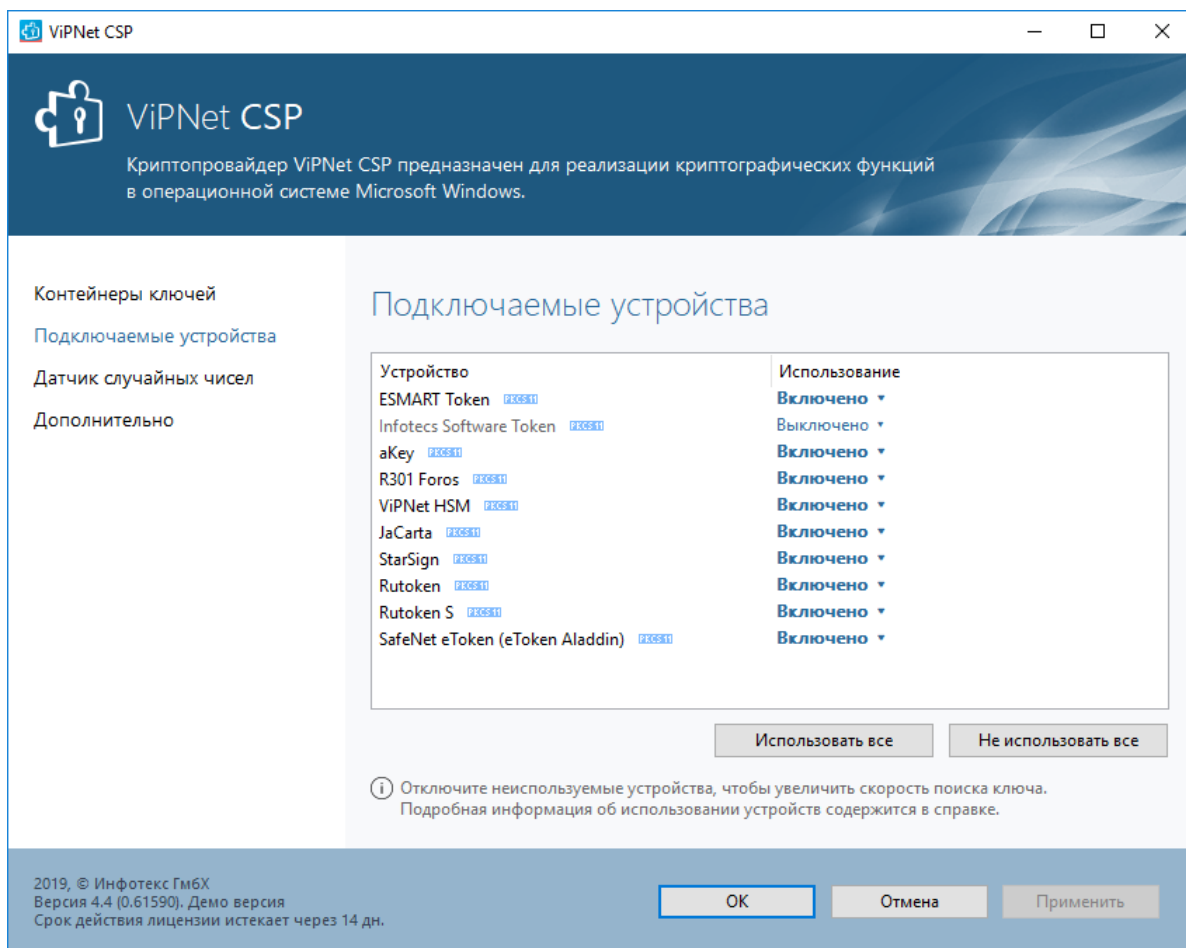 ViPNet CSP
ViPNet CSP
Криптопровайдер ViPNet CSP предназначен для реализации криптографических функций
в операционной системе Microsoft Windows.
Контейнеры ключей
Подключаемые устройства
Датчик случайных чисел
Дополнительно
Подключаемые устройства
Устройство Использование
ESMART Token PKCS11 Включено
Infotecs Software Token PKCS11 Выключено
aKey PKCS11 Включено
R301 Foros PKCS11 Включено
ViPNet HSM PKCS11 Включено
JaCarta PKCS11 Включено
StarSign PKCS11 Включено
Rutoken PKCS11 Включено
Rutoken S PKCS11 Включено
SafeNet eToken (eToken Aladdin) PKCS11 Включено
Использовать все Не использовать все
Отключите неиспользуемые устройства, чтобы увеличить скорость поиска ключа.
Подробная информация об использовании устройств содержится в справке.
2019, © Инфотекс ГмбХ
Версия 4.4 (0.61590). Демо версия
Срок действия лицензии истекает через 14 дн.
OK Отмена Применить